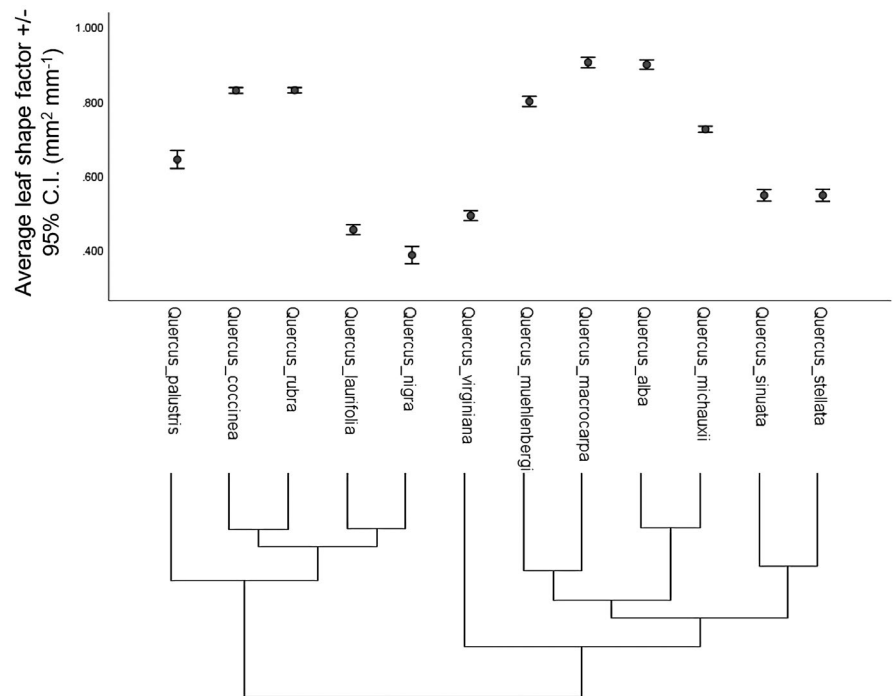 Average leaf shape factor +/-
95% C.I. (mm² mm⁻¹)
1.000
.800
.600
.400
Quercus_palustris
Quercus_coccinea
Quercus_rubra
Quercus_laurifolia
Quercus_nigra
Quercus_virginiana
Quercus_muehlenbergi
Quercus_macrocarpa
Quercus_alba
Quercus_michauxii
Quercus_sinuata
Quercus_stellata